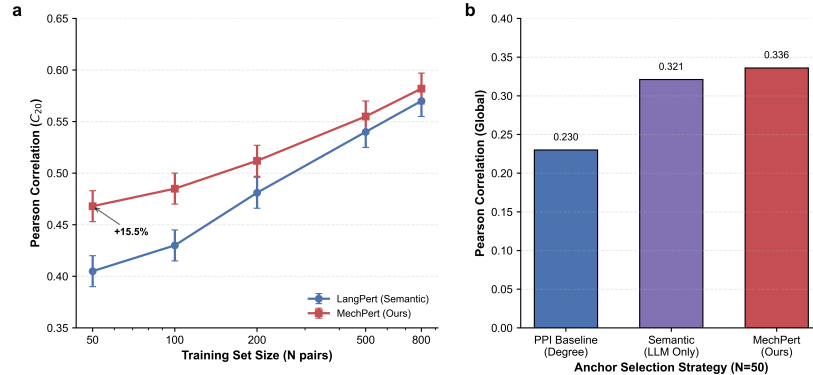 a
Pearson Correlation (C20)
0.65
0.60
0.55
0.50
0.45
0.40
0.35
+15.5%
LangPert (Semantic)
MechPert (Ours)
50
100
200
500
800
Training Set Size (N pairs)
b
Pearson Correlation (Global)
0.40
0.35
0.30
0.25
0.20
0.15
0.10
0.05
0.00
0.230
0.321
0.336
PPI Baseline
(Degree)
Semantic
(LLM Only)
MechPert
(Ours)
Anchor Selection Strategy (N=50)